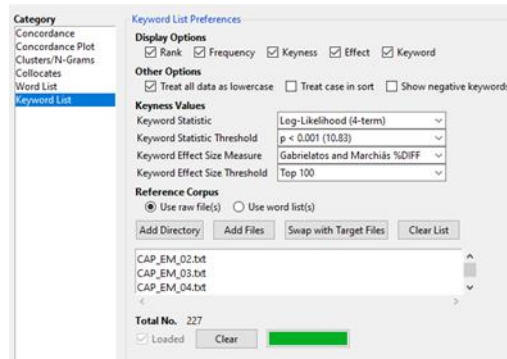 Category
Concordance
Concordance Plot
Clusters/N-Grams
Collocates
Word List
Keyword List
Keyword List Preferences
Display Options
Rank Frequency Keyness Effect Keyword
Other Options
Treat all data as lowercase Treat case in sort Show negative keywords
Keyness Values
Keyword Statistic Log-Likelihood (4-term)
Keyword Statistic Threshold p < 0.001 (10.83)
Keyword Effect Size Measure Gabrielatos and Marchiās %DIFF
Keyword Effect Size Threshold Top 100
Reference Corpus
Use raw file(s) Use word list(s)
Add Directory Add Files Swap with Target Files Clear List
CAP_EM_02.txt
CAP_EM_03.txt
CAP_EM_04.txt
Total No. 227
Loaded Clear